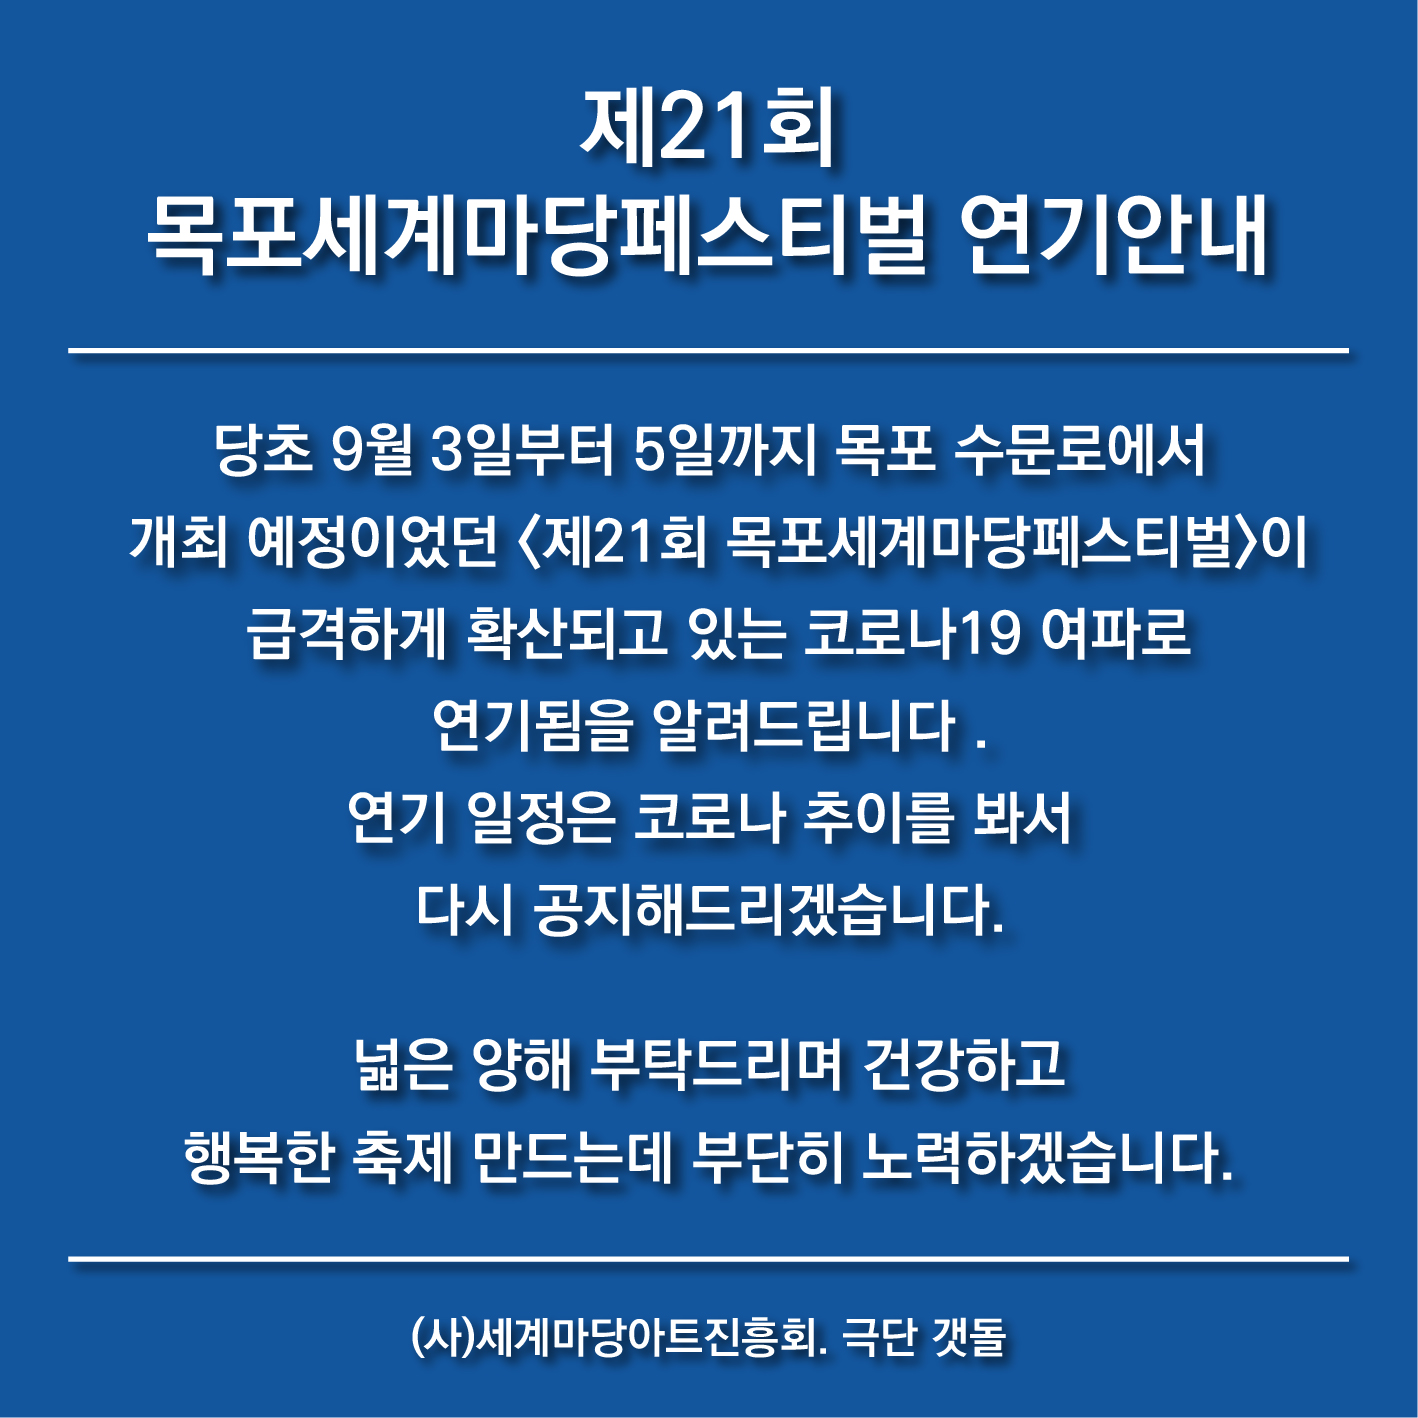 제21회
목포세계마당페스티벌 연기안내
당초 9월 3일부터 5일까지 목포 수문로에서
개최 예정이었던 <제21회 목포세계마당페스티벌>이
급격하게 확산되고 있는 코로나19 여파로
연기됨을 알려드립니다 .
연기 일정은 코로나 추이를 봐서
다시 공지해드리겠습니다.
넓은 양해 부탁드리며 건강하고
행복한 축제 만드는데 부단히 노력하겠습니다.
(사)세계마당아트진흥회. 극단 갯돌